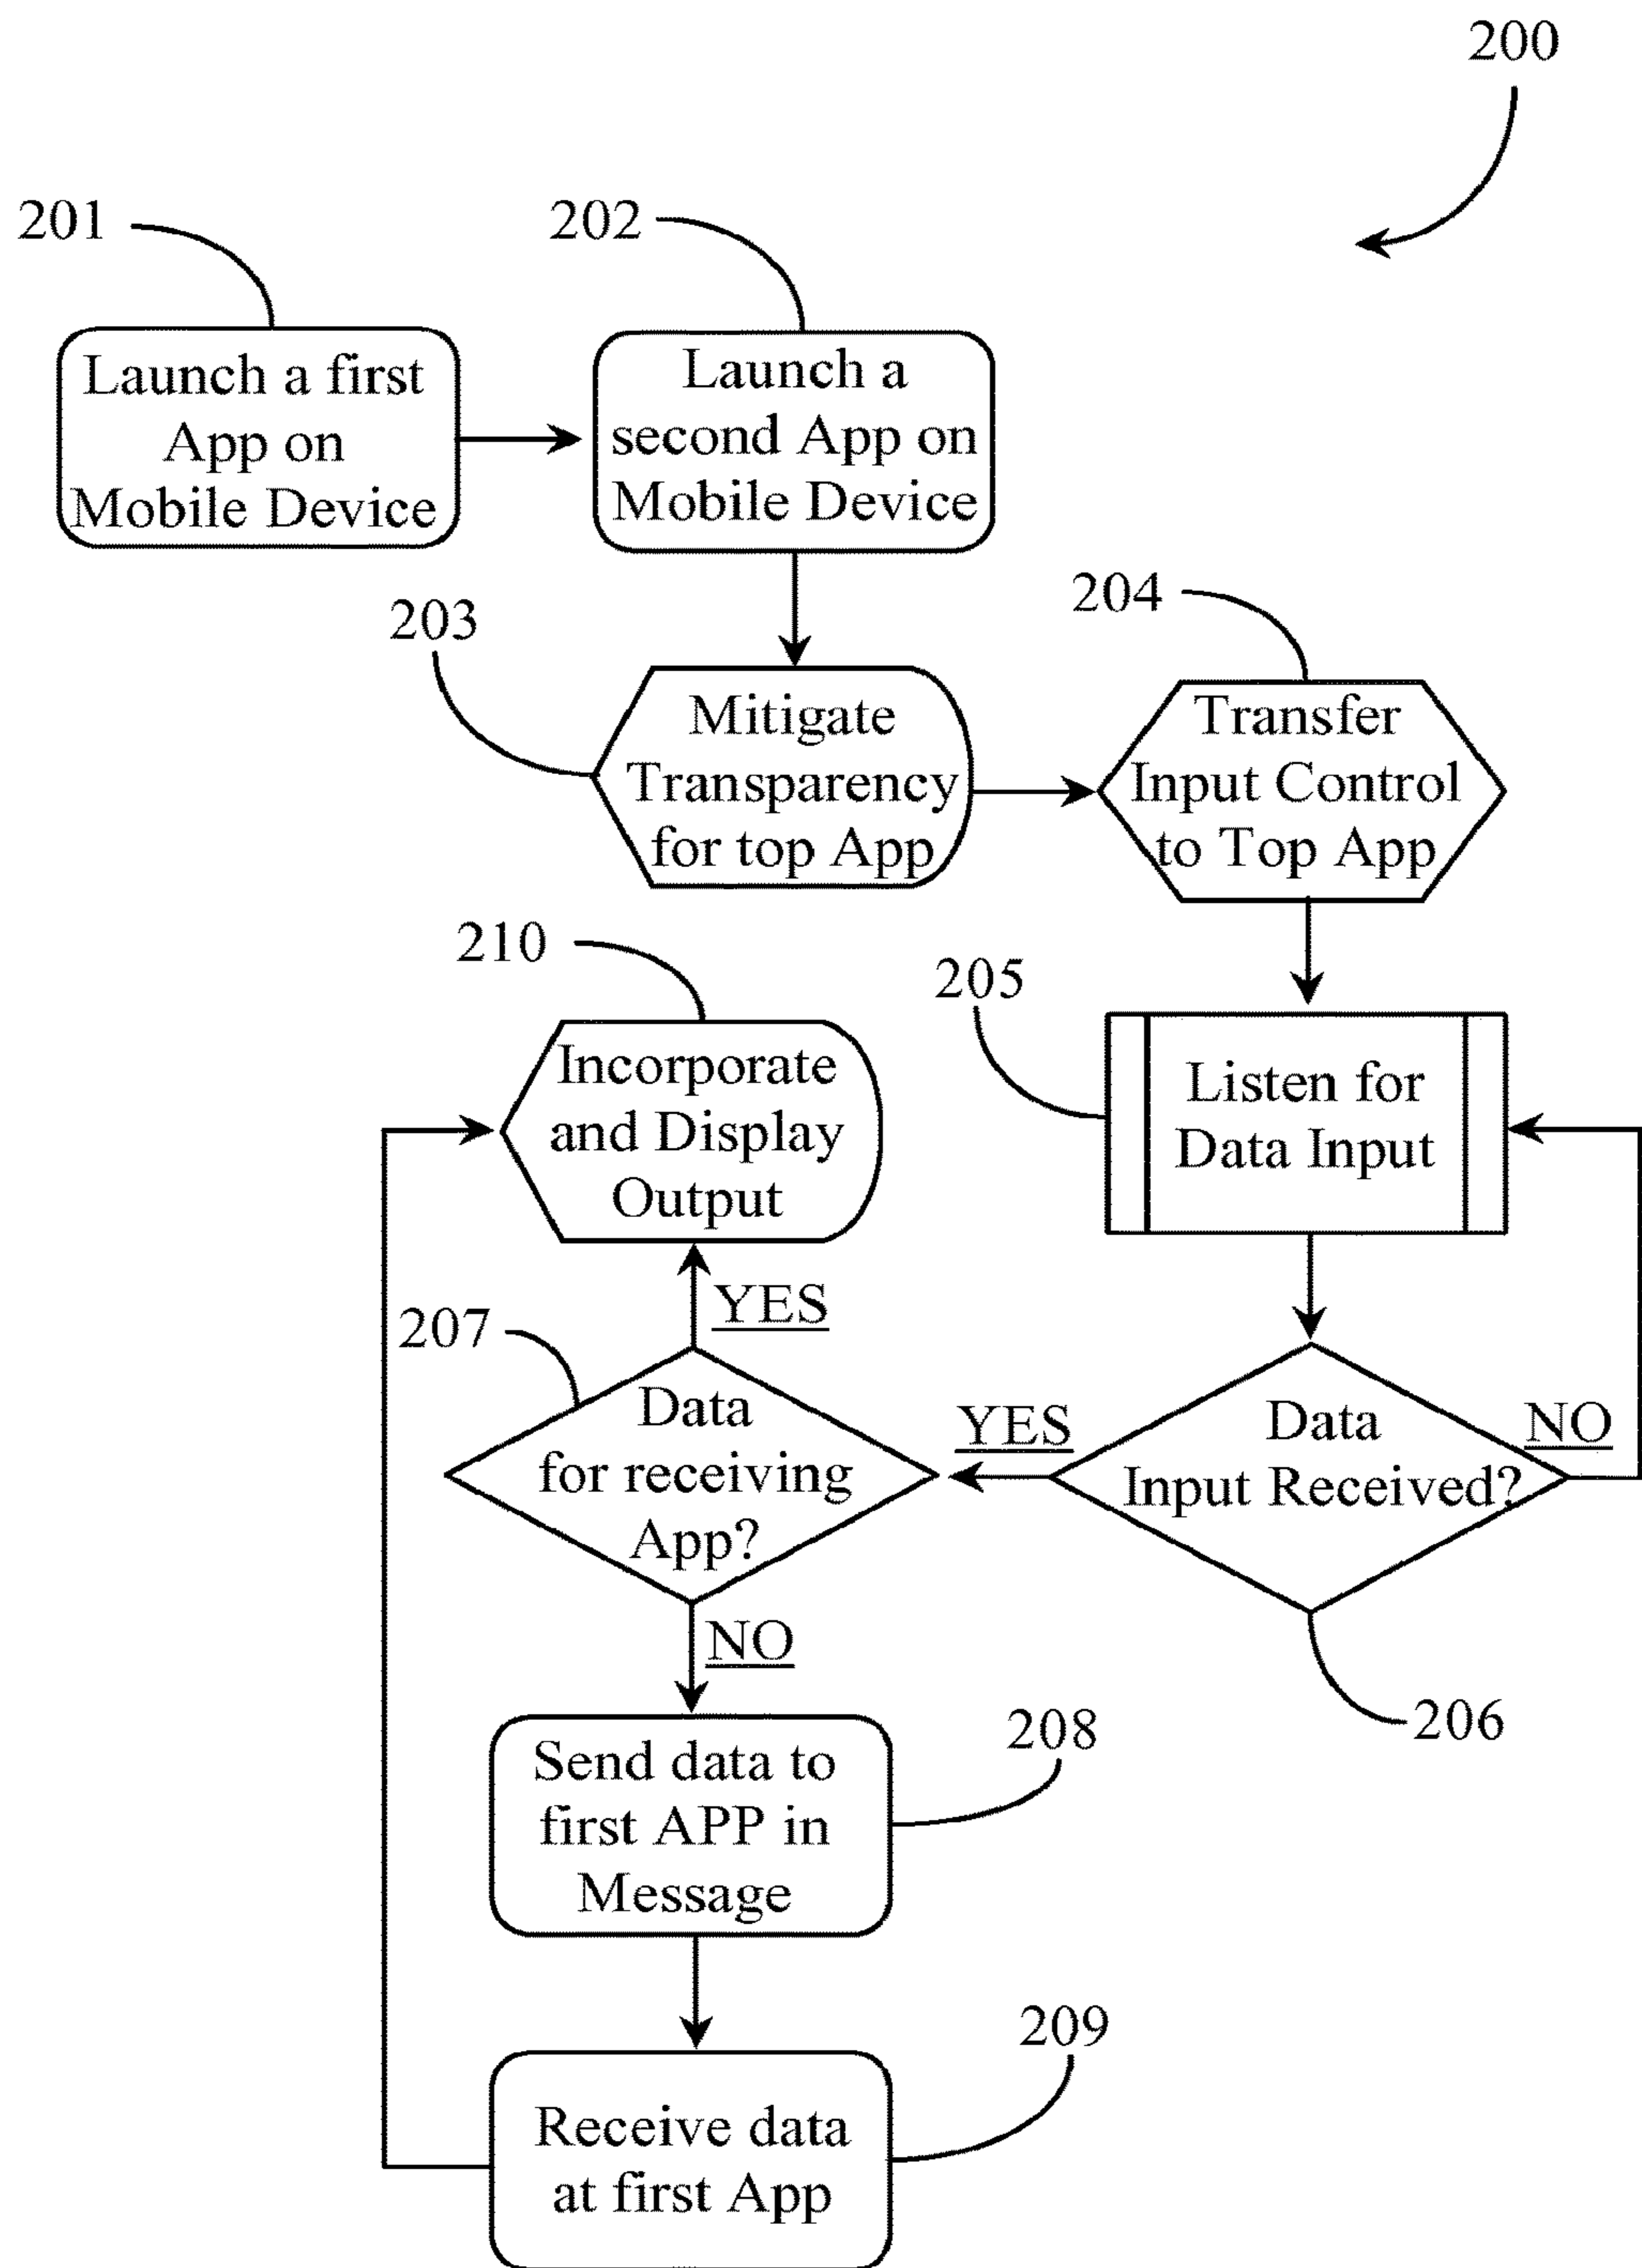 200
201
202
Launch a first
App on
Mobile Device
Launch a
second App on
Mobile Device
203
204
Mitigate
Transparency
for top App
Transfer
Input Control
to Top App
210
205
Incorporate
and Display
Output
Listen for
Data Input
YES
207
Data
for receiving
App?
YES
Data
Input Received?
NO
NO
206
208
Send data to
first APP in
Message
209
Receive data
at first App